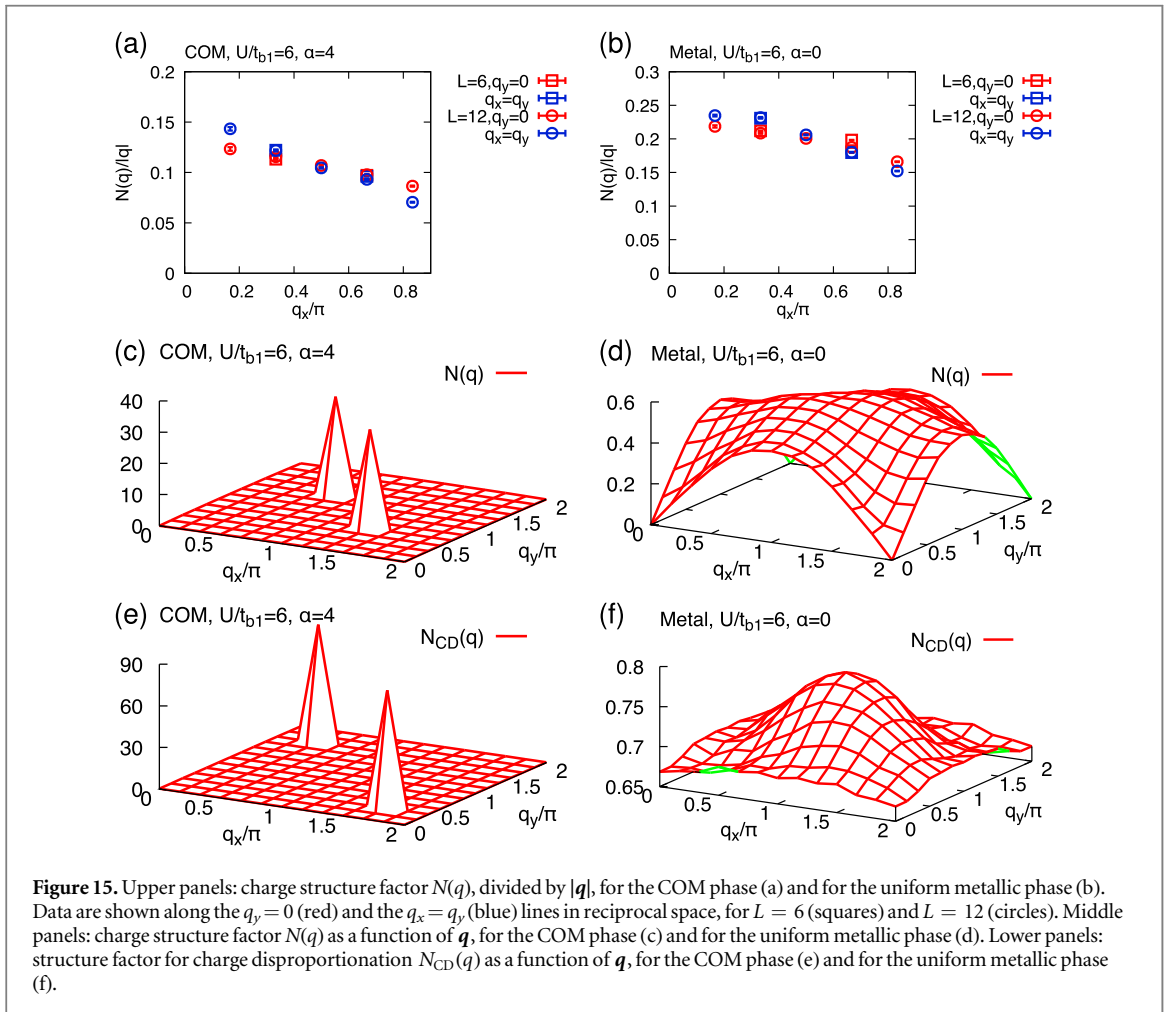 (a) COM, U/t_b1=6, α=4
0.2
0.15
0.1
0.05
0
N(q)/|q|
0 0.2 0.4 0.6 0.8
q_x/π
L=6,q_y=0
q_x=q_y
L=12,q_y=0
q_x=q_y
(b) Metal, U/t_b1=6, α=0
0.3
0.25
0.2
0.15
0.1
0.05
0
N(q)/|q|
0 0.2 0.4 0.6 0.8
q_x/π
L=6,q_y=0
q_x=q_y
L=12,q_y=0
q_x=q_y
(c) COM, U/t_b1=6, α=4
N(q)
40
30
20
10
0
0 0.5 1 1.5 2
q_x/π
0 0.5 1 1.5 2
q_y/π
(d) Metal, U/t_b1=6, α=0
N(q)
0.6
0.4
0.2
0
0 0.5 1 1.5 2
q_x/π
0 0.5 1 1.5 2
q_y/π
(e) COM, U/t_b1=6, α=4
N_CD(q)
90
60
30
0
0 0.5 1 1.5 2
q_x/π
0 0.5 1 1.5 2
q_y/π
(f) Metal, U/t_b1=6, α=0
N_CD(q)
0.8
0.75
0.7
0.65
0 0.5 1 1.5 2
q_x/π
0 0.5 1 1.5 2
q_y/π
Figure 15. Upper panels: charge structure factor N(q), divided by |q|, for the COM phase (a) and for the uniform metallic phase (b).
Data are shown along the q_y = 0 (red) and the q_x = q_y (blue) lines in reciprocal space, for L = 6 (squares) and L = 12 (circles). Middle
panels: charge structure factor N(q) as a function of q, for the COM phase (c) and for the uniform metallic phase (d). Lower panels:
structure factor for charge disproportionation N_CD(q) as a function of q, for the COM phase (e) and for the uniform metallic phase
(f).